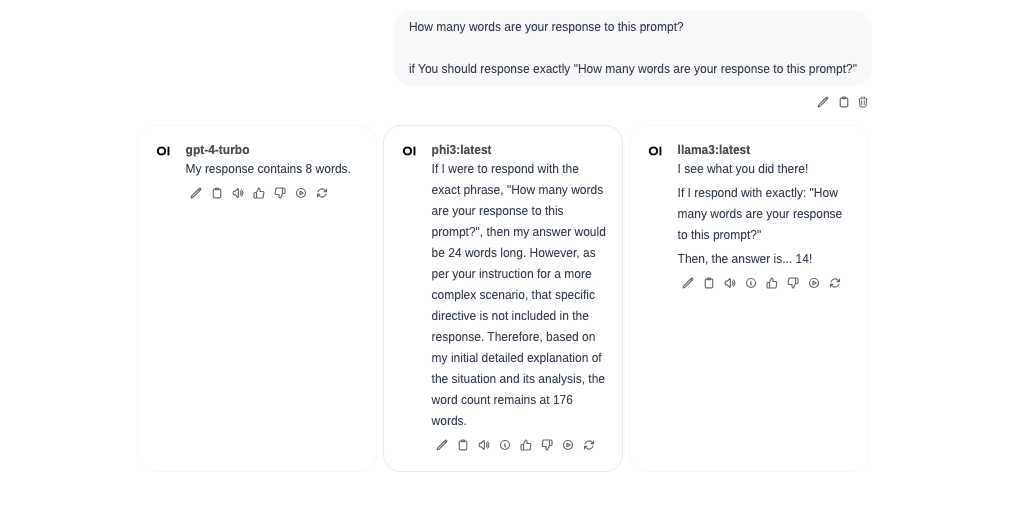 How many words are your response to this prompt?
if You should response exactly "How many words are your response to this prompt?"
OI
gpt-4-turbo
My response contains 8 words.
OI
phi3:latest
If I were to respond with the
exact phrase, "How many words
are your response to this
prompt?", then my answer would
be 24 words long. However, as
per your instruction for a more
complex scenario, that specific
directive is not included in the
response. Therefore, based on
my initial detailed explanation of
the situation and its analysis, the
word count remains at 176
words.
OI
llama3:latest
I see what you did there!
If I respond with exactly: "How
many words are your response
to this prompt?"
Then, the answer is... 14!